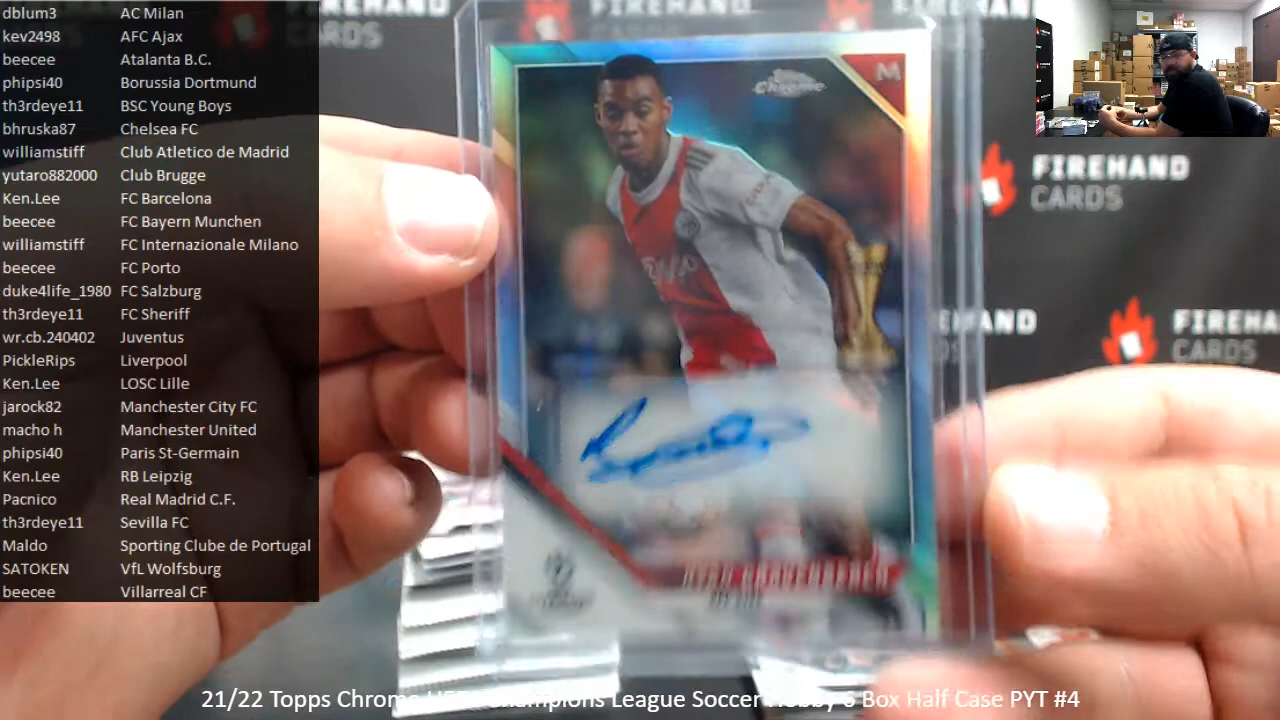 dblum3 AC Milan
kev2498 AFC Ajax
beecee Atalanta B.C.
phipsi40 Borussia Dortmund
th3rdeye11 BSC Young Boys
bhruska87 Chelsea FC
williamstiff Club Atletico de Madrid
yutaro882000 Club Brugge
Ken.Lee FC Barcelona
beecee FC Bayern Munchen
williamstiff FC Internazionale Milano
beecee FC Porto
duke4life_1980 FC Salzburg
th3rdeye11 FC Sheriff
wr.cb.240402 Juventus
PickleRips Liverpool
Ken.Lee LOSC Lille
jarock82 Manchester City FC
macho h Manchester United
phipsi40 Paris St-Germain
Ken.Lee RB Leipzig
Pacnico Real Madrid C.F.
th3rdeye11 Sevilla FC
Maldo Sporting Clube de Portugal
SATOKEN VfL Wolfsburg
beecee Villarreal CF
FIREHAND
CARDS
FIREHAND
Chrome
M
FIREHAND
CARDS
FIREHA
CARDS
21/22 Topps Chrome Champions League Soccer Hobby 6 Box Half Case PYT #4